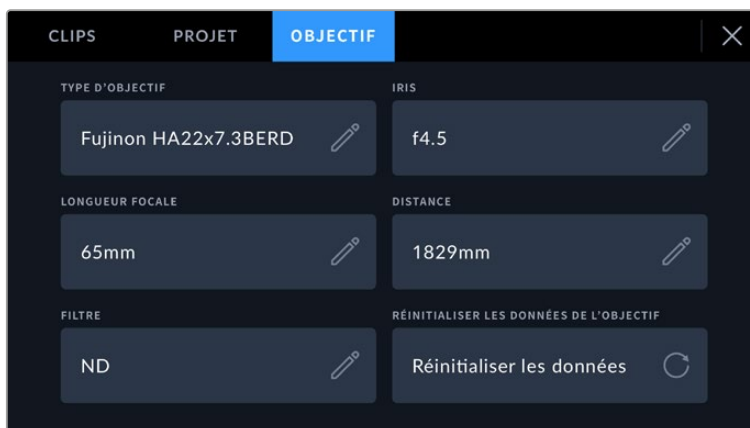 CLIPS PROJET OBJECTIF
TYPE D'OBJECTIF IRIS
Fujinon HA22x7.3BERD f4.5
LONGUEUR FOCALE DISTANCE
65mm 1829mm
FILTRE RÉINITIALISER LES DONNÉES DE L'OBJECTIF
ND Réinitialiser les données